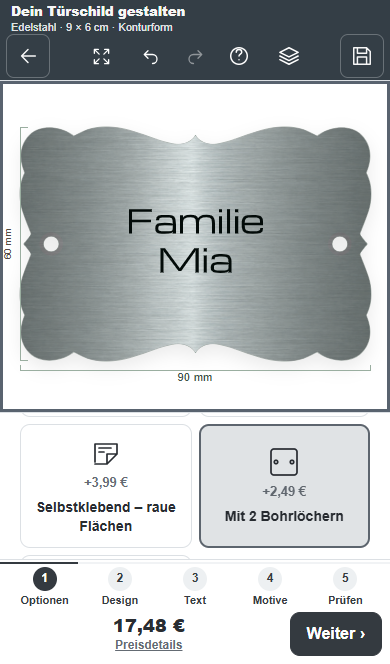 Dein Türschild gestalten
Edelstahl · 9 × 6 cm · Konturform
Familie
Mia
60 mm
90 mm
+3,99 €
Selbstklebend – raue
Flächen
+2,49 €
Mit 2 Bohrlöchern
1 2 3 4 5
Optionen Design Text Motive Prüfen
17,48 €
Preisdetails
Weiter ›